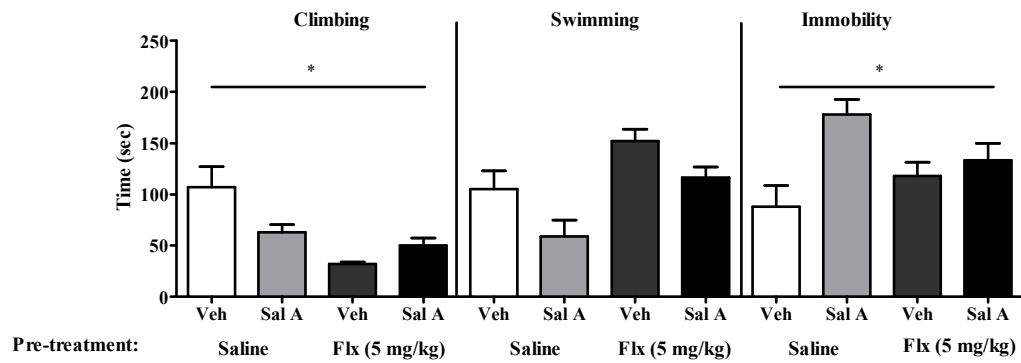 Climbing Swimming Immobility
250
* *
200
150
100
50
0
Time (sec)
Veh Sal A Veh Sal A Veh Sal A Veh Sal A Veh Sal A Veh Sal A
Pre-treatment: Saline Flx (5 mg/kg) Saline Flx (5 mg/kg) Saline Flx (5 mg/kg)